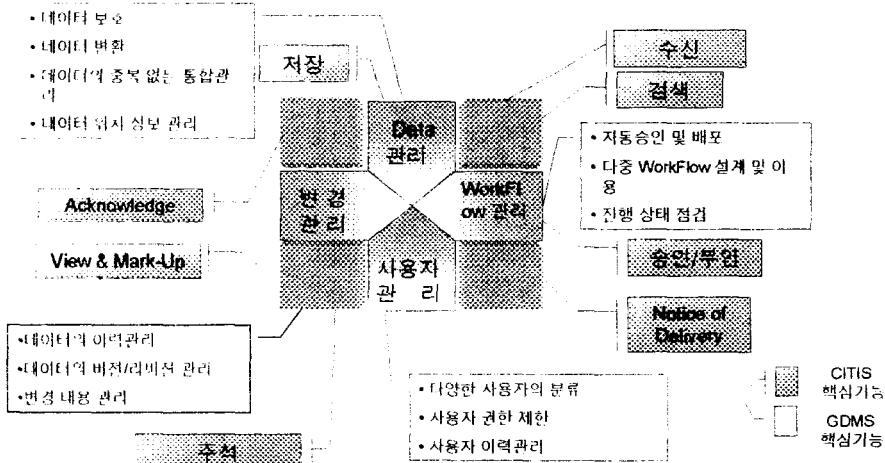 • 데이터 보호
• 데이터 변환
• 데이터의 중복 없는 통합관
리
• 데이터 위치 정보 관리
저장
수신
검색
Data
관리
• 자동승인 및 배포
• 다중 WorkFlow 설계 및 이
용
• 진행 상태 점검
Acknowledge
변 경
관 리
WorkFl
ow 관리
View & Mark-Up
사용자
관 리
승인/부인
Notice of
Delivery
•데이터의 이력관리
•데이터의 버전/리비전 관리
•변경 내용 관리
• 다양한 사용자의 분류
• 사용자 권한 제한
• 사용자 이력관리
CITIS
핵심기능
GDMS
핵심기능
주석